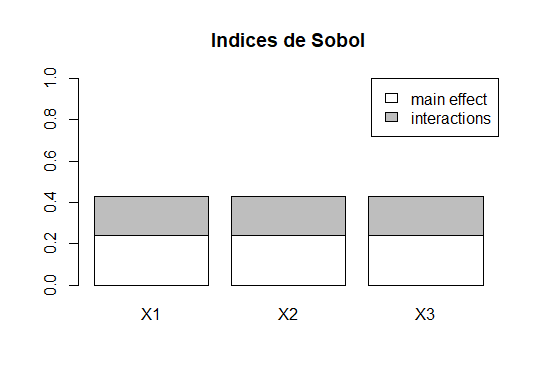 Indices de Sobol
main effect
interactions
1.0
0.8
0.6
0.4
0.2
0.0
X1 X2 X3